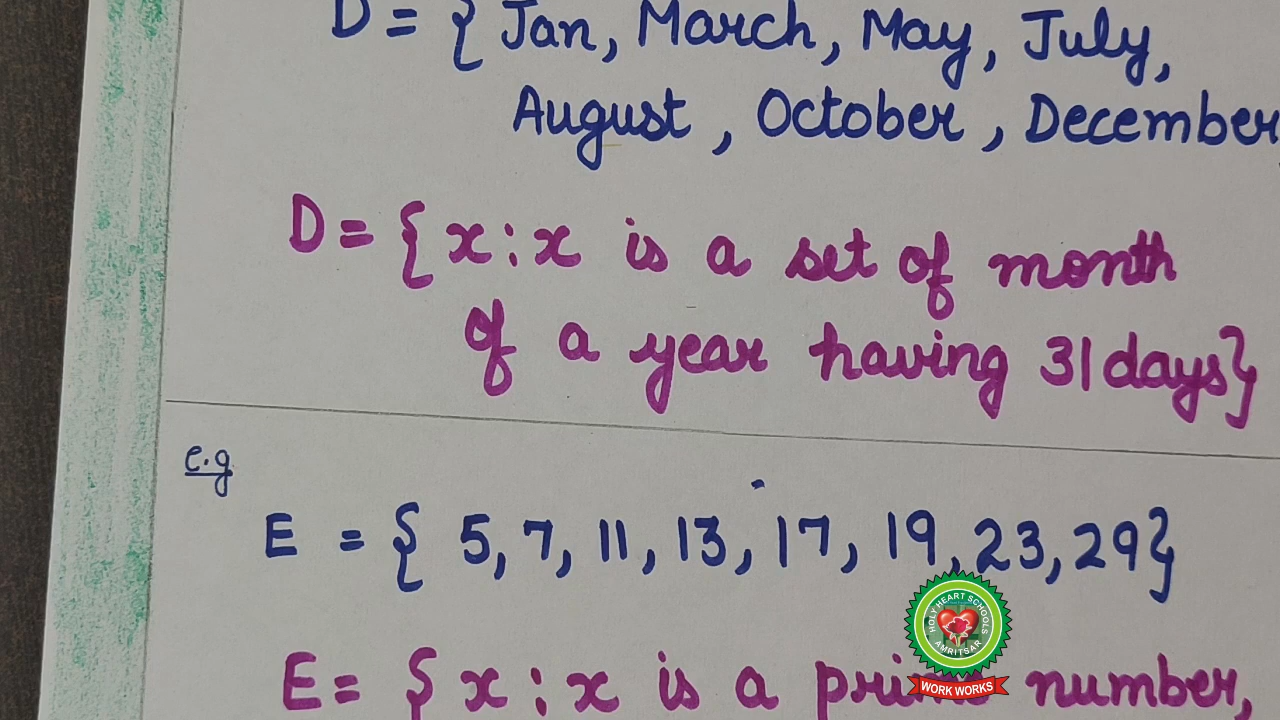 D = { Jan, March, May, July,
August, October, December
D = { x : x is a set of month
of a year having 31 days}
e.g
E = { 5, 7, 11, 13, 17, 19, 23, 29}
HOLY HEART SCHOOLS
AMRITSAR
WORK WORKS
E = { x : x is a prime number,